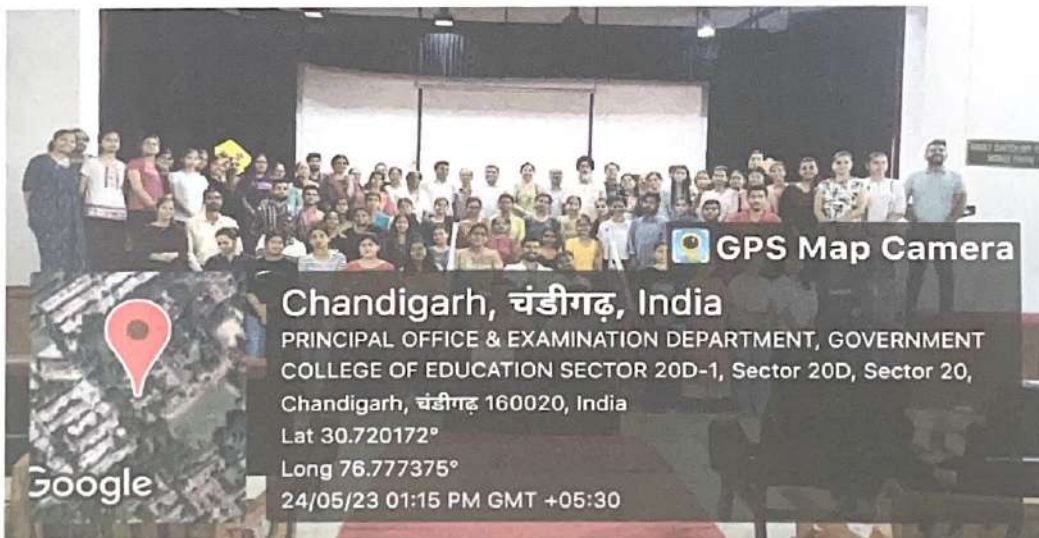 GPS Map Camera
Chandigarh, चंडीगढ़, India
PRINCIPAL OFFICE & EXAMINATION DEPARTMENT, GOVERNMENT
COLLEGE OF EDUCATION SECTOR 20D-1, Sector 20D, Sector 20,
Chandigarh, चंडीगढ़ 160020, India
Lat 30.720172°
Long 76.777375°
24/05/23 01:15 PM GMT +05:30
Google